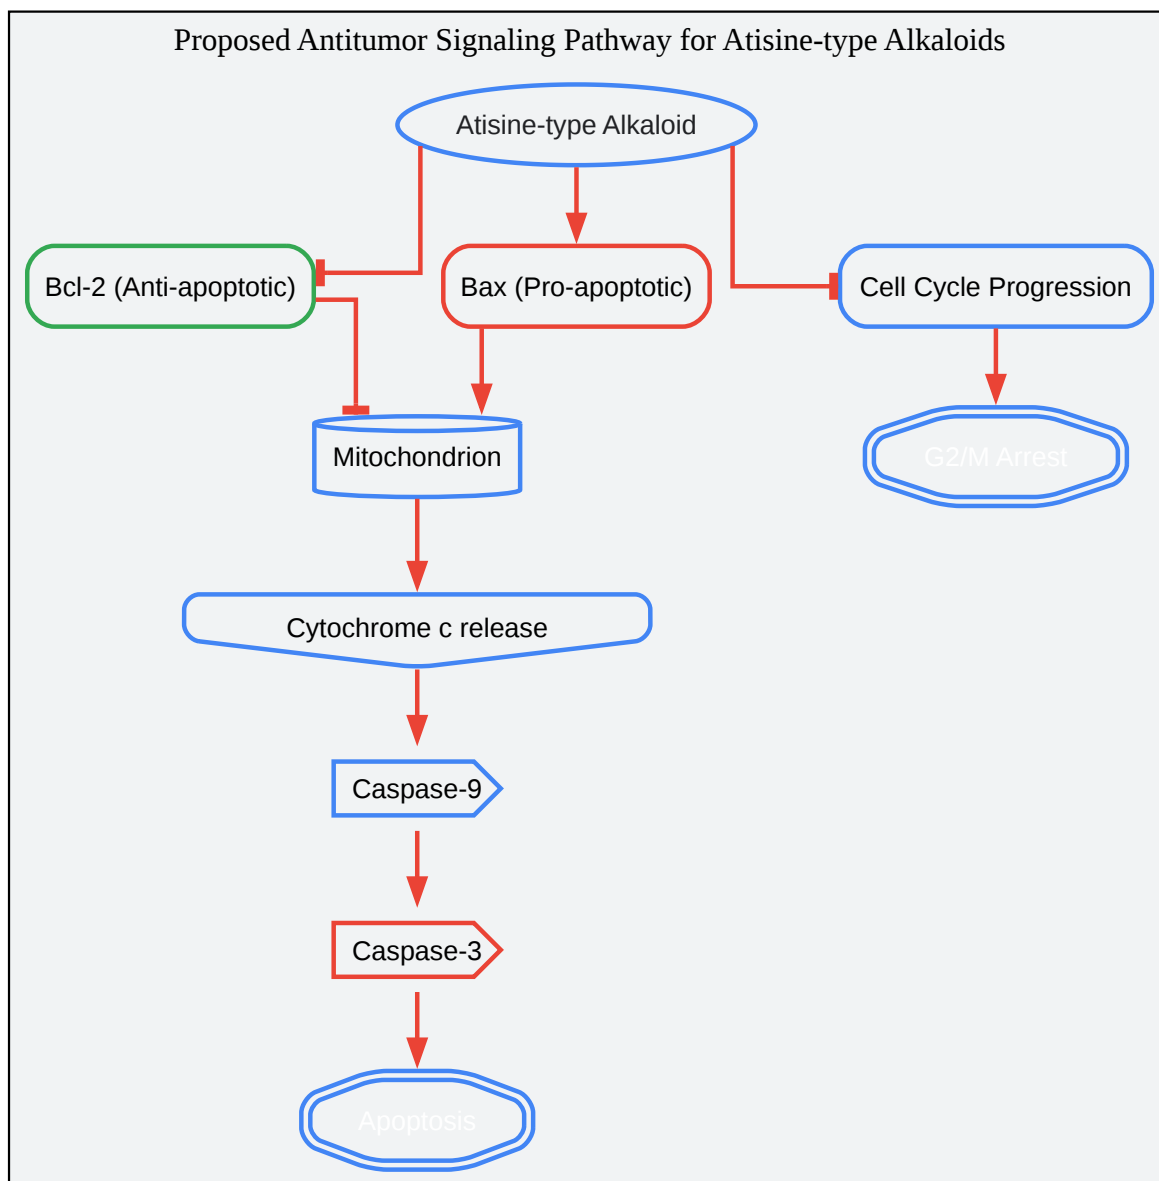 Proposed Antitumor Signaling Pathway for Atisine-type Alkaloids
Atisine-type Alkaloid
Bcl-2 (Anti-apoptotic)
Bax (Pro-apoptotic)
Cell Cycle Progression
Mitochondrion
G2/M Arrest
Cytochrome c release
Caspase-9
Caspase-3
Apoptosis